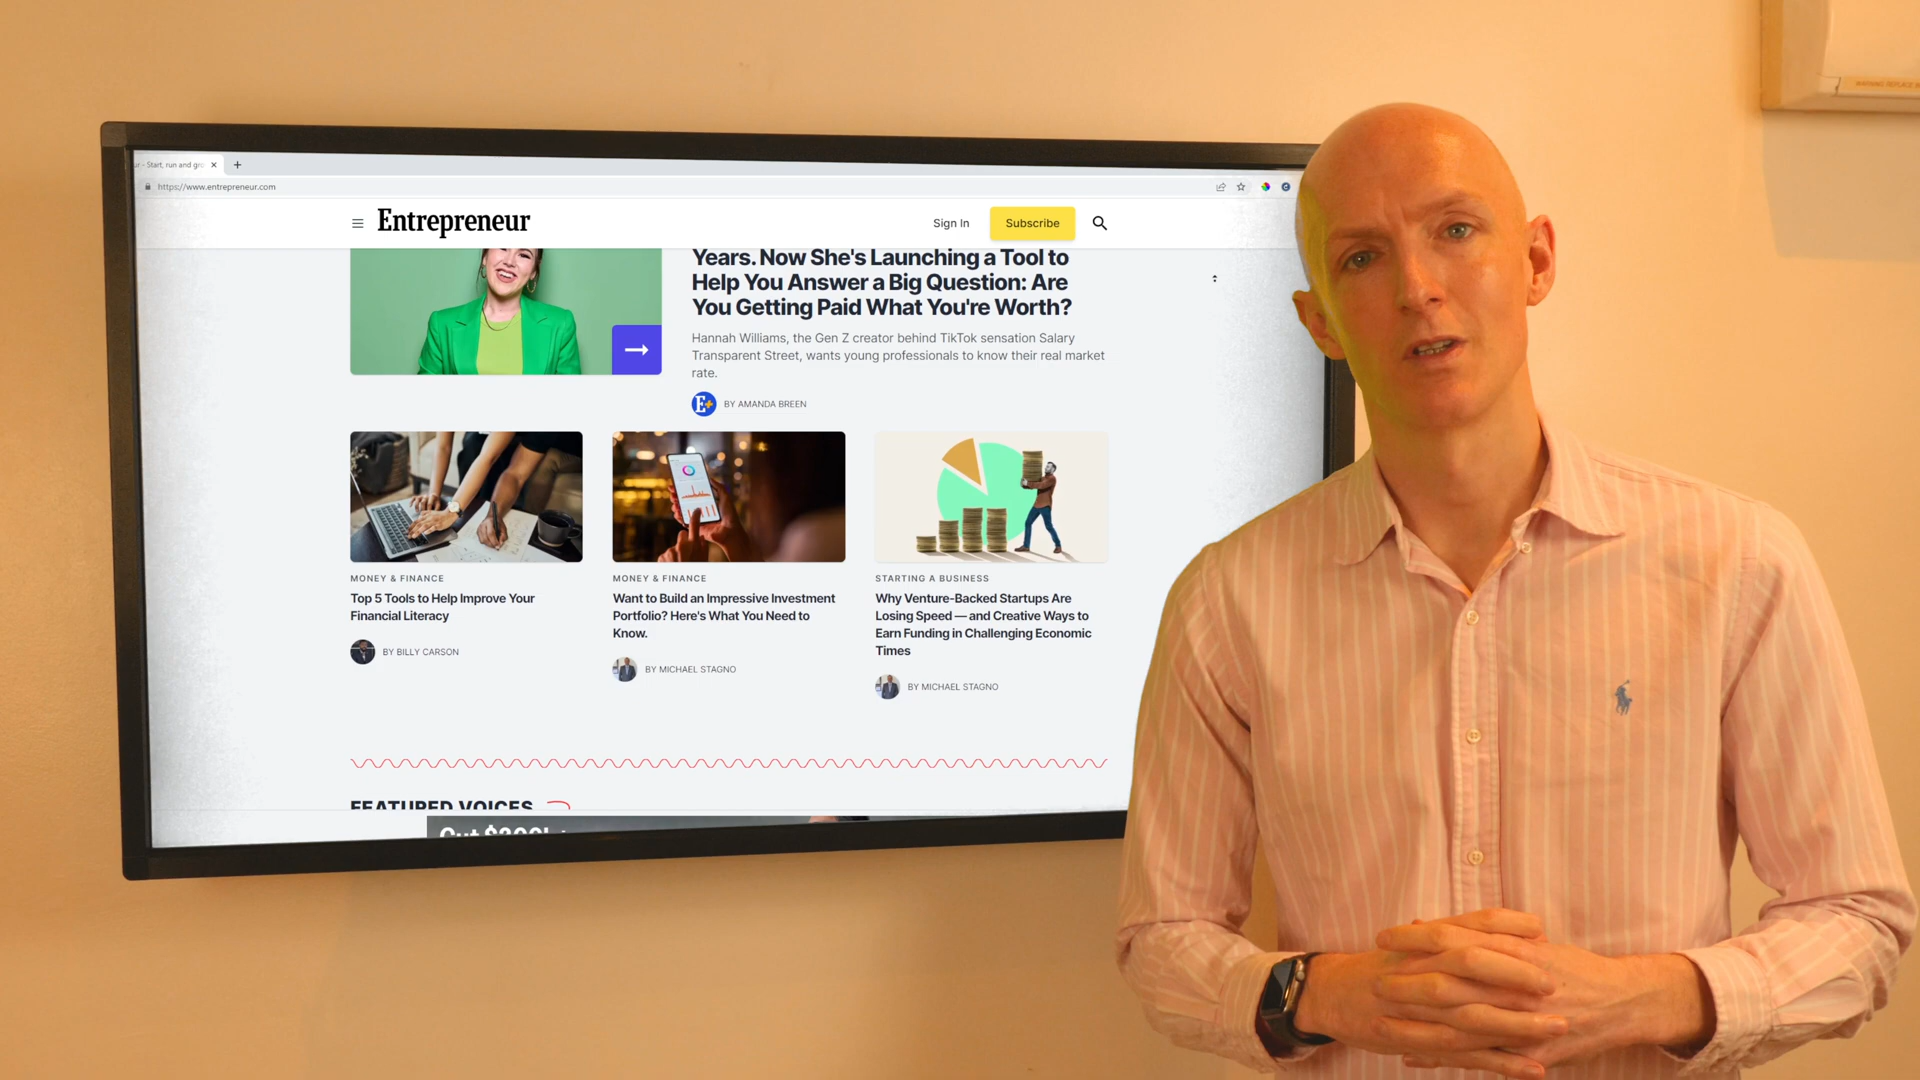 - Start, run and gro
https://www.entrepreneur.com
Entrepreneur
Sign In
Subscribe
Years. Now She's Launching a Tool to
Help You Answer a Big Question: Are
You Getting Paid What You're Worth?
Hannah Williams, the Gen Z creator behind TikTok sensation Salary
Transparent Street, wants young professionals to know their real market
rate.
E+ BY AMANDA BREEN
MONEY & FINANCE
Top 5 Tools to Help Improve Your
Financial Literacy
BY BILLY CARSON
MONEY & FINANCE
Want to Build an Impressive Investment
Portfolio? Here's What You Need to
Know.
BY MICHAEL STAGNO
STARTING A BUSINESS
Why Venture-Backed Startups Are
Losing Speed — and Creative Ways to
Earn Funding in Challenging Economic
Times
BY MICHAEL STAGNO
FEATURED VOICES